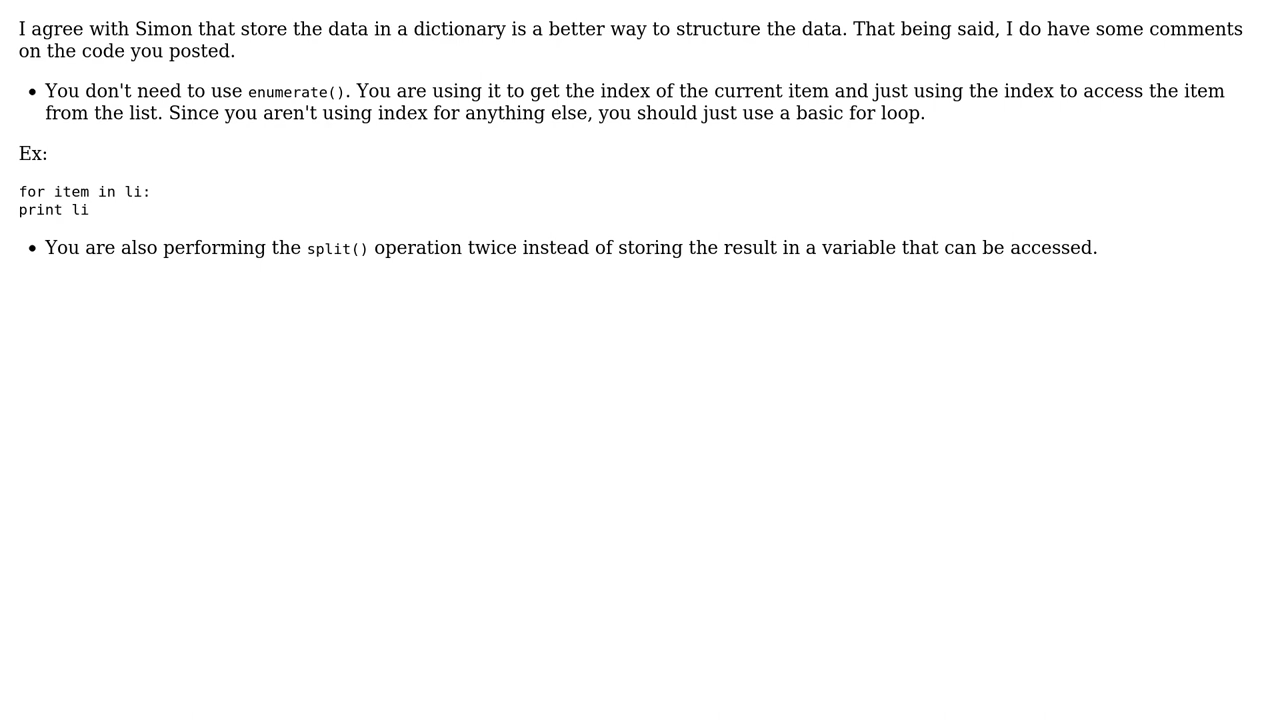 I agree with Simon that store the data in a dictionary is a better way to structure the data. That being said, I do have some comments
on the code you posted.
• You don't need to use enumerate(). You are using it to get the index of the current item and just using the index to access the item
from the list. Since you aren't using index for anything else, you should just use a basic for loop.
Ex:
for item in li:
print li
• You are also performing the split() operation twice instead of storing the result in a variable that can be accessed.